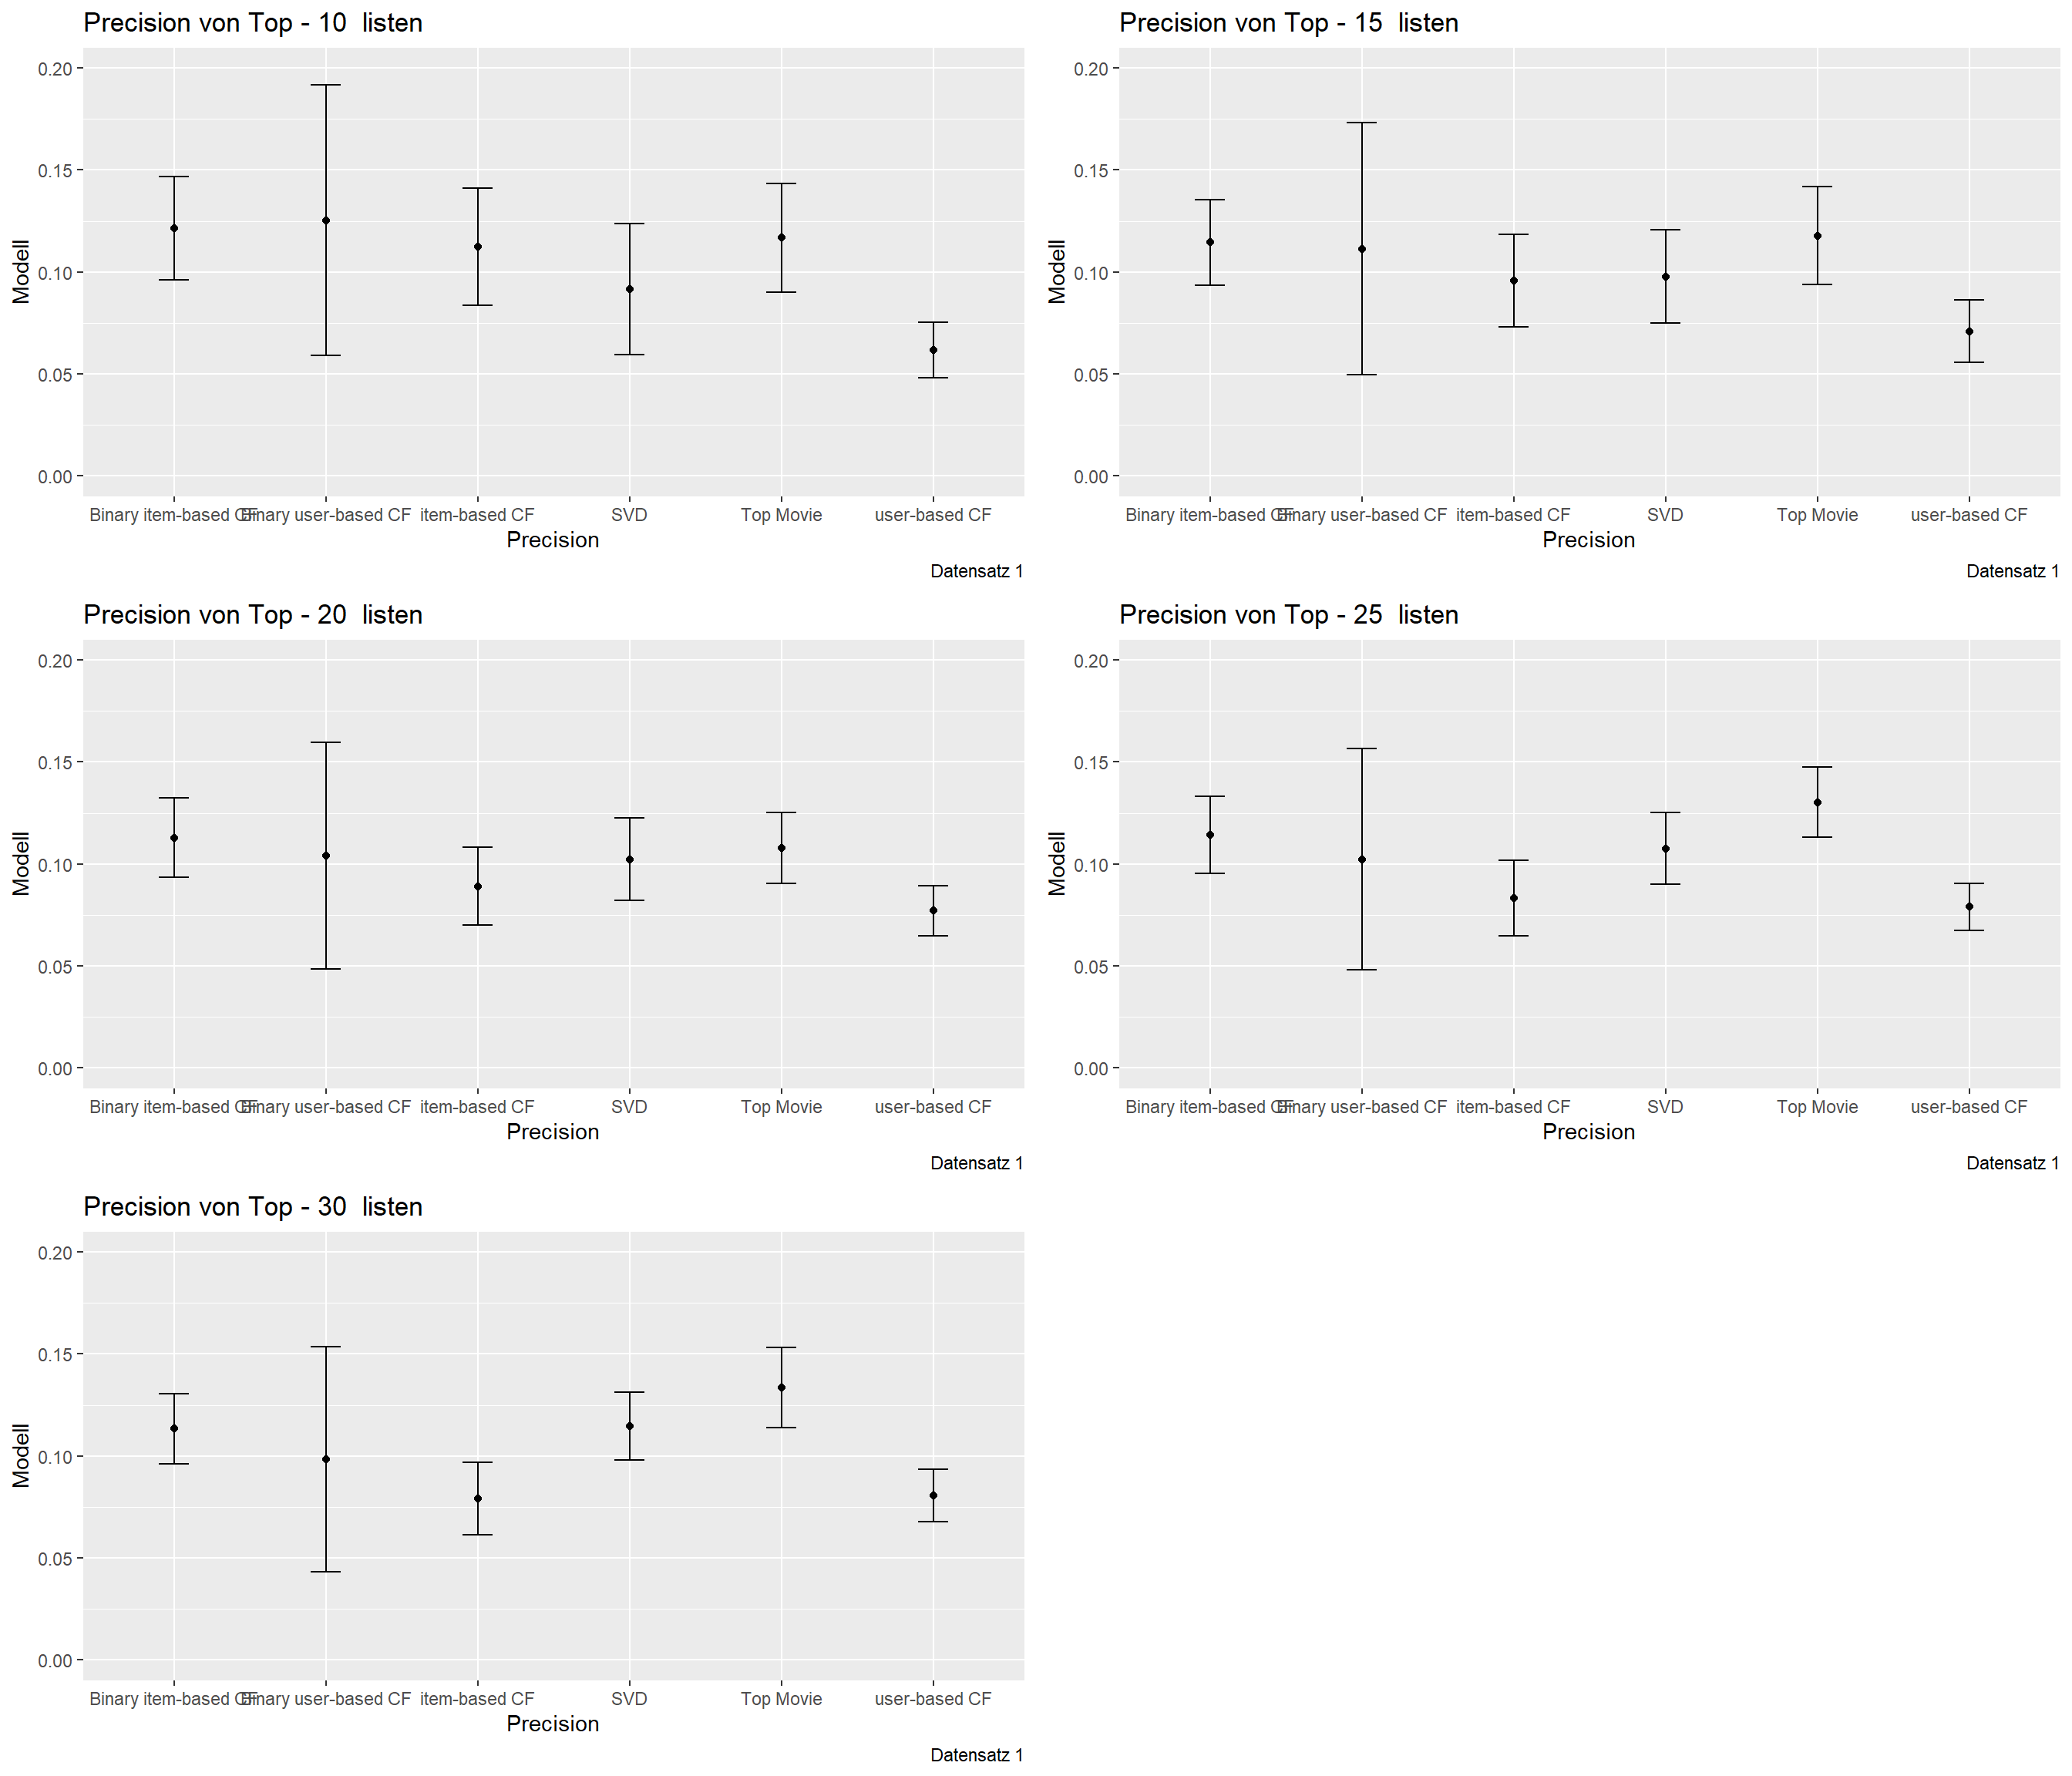 Precision von Top - 10  listen
0.20
0.15
0.10
0.05
0.00
Modell
Binary item-based CF Binary user-based CF item-based CF SVD Top Movie user-based CF
Precision
Datensatz 1
Precision von Top - 15  listen
0.20
0.15
0.10
0.05
0.00
Modell
Binary item-based CF Binary user-based CF item-based CF SVD Top Movie user-based CF
Precision
Datensatz 1
Precision von Top - 20  listen
0.20
0.15
0.10
0.05
0.00
Modell
Binary item-based CF Binary user-based CF item-based CF SVD Top Movie user-based CF
Precision
Datensatz 1
Precision von Top - 25  listen
0.20
0.15
0.10
0.05
0.00
Modell
Binary item-based CF Binary user-based CF item-based CF SVD Top Movie user-based CF
Precision
Datensatz 1
Precision von Top - 30  listen
0.20
0.15
0.10
0.05
0.00
Modell
Binary item-based CF Binary user-based CF item-based CF SVD Top Movie user-based CF
Precision
Datensatz 1